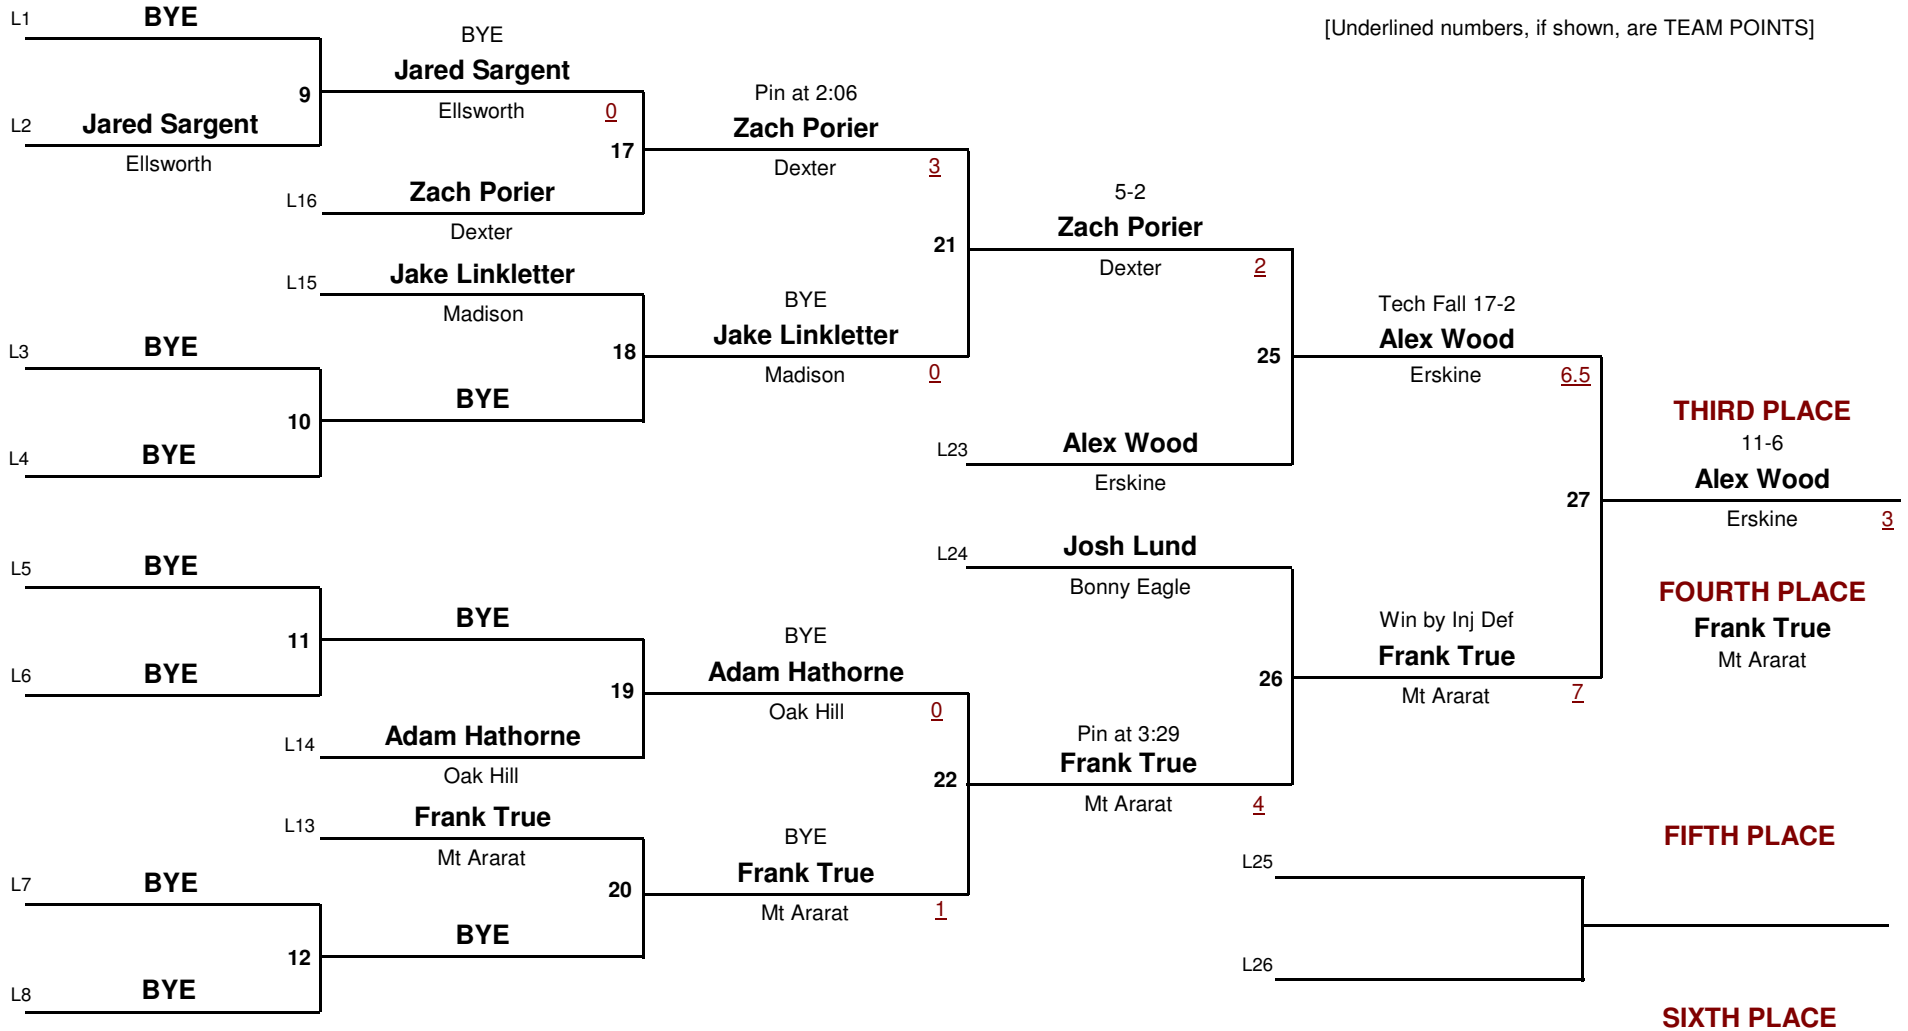 [Underlined numbers, if shown, are TEAM POINTS]
L1
BYE
9
L2
Jared Sargent
Ellsworth
BYE
Jared Sargent
Ellsworth
0
17
L16
Zach Porier
Dexter
Pin at 2:06
Zach Porier
Dexter
3
21
L15
Jake Linkletter
Madison
L3
BYE
10
L4
BYE
BYE
18
BYE
Jake Linkletter
Madison
0
5-2
Zach Porier
Dexter
2
25
L23
Alex Wood
Erskine
Tech Fall 17-2
Alex Wood
Erskine
6.5
27
THIRD PLACE
11-6
Alex Wood
Erskine
3
FOURTH PLACE
Frank True
Mt Ararat
L5
BYE
11
L6
BYE
BYE
19
L14
Adam Hathorne
Oak Hill
BYE
Adam Hathorne
Oak Hill
0
22
L13
Frank True
Mt Ararat
20
L7
BYE
12
L8
BYE
BYE
BYE
Frank True
Mt Ararat
1
L24
Josh Lund
Bonny Eagle
26
Pin at 3:29
Frank True
Mt Ararat
4
Win by Inj Def
Frank True
Mt Ararat
7
FIFTH PLACE
L25
L26
SIXTH PLACE